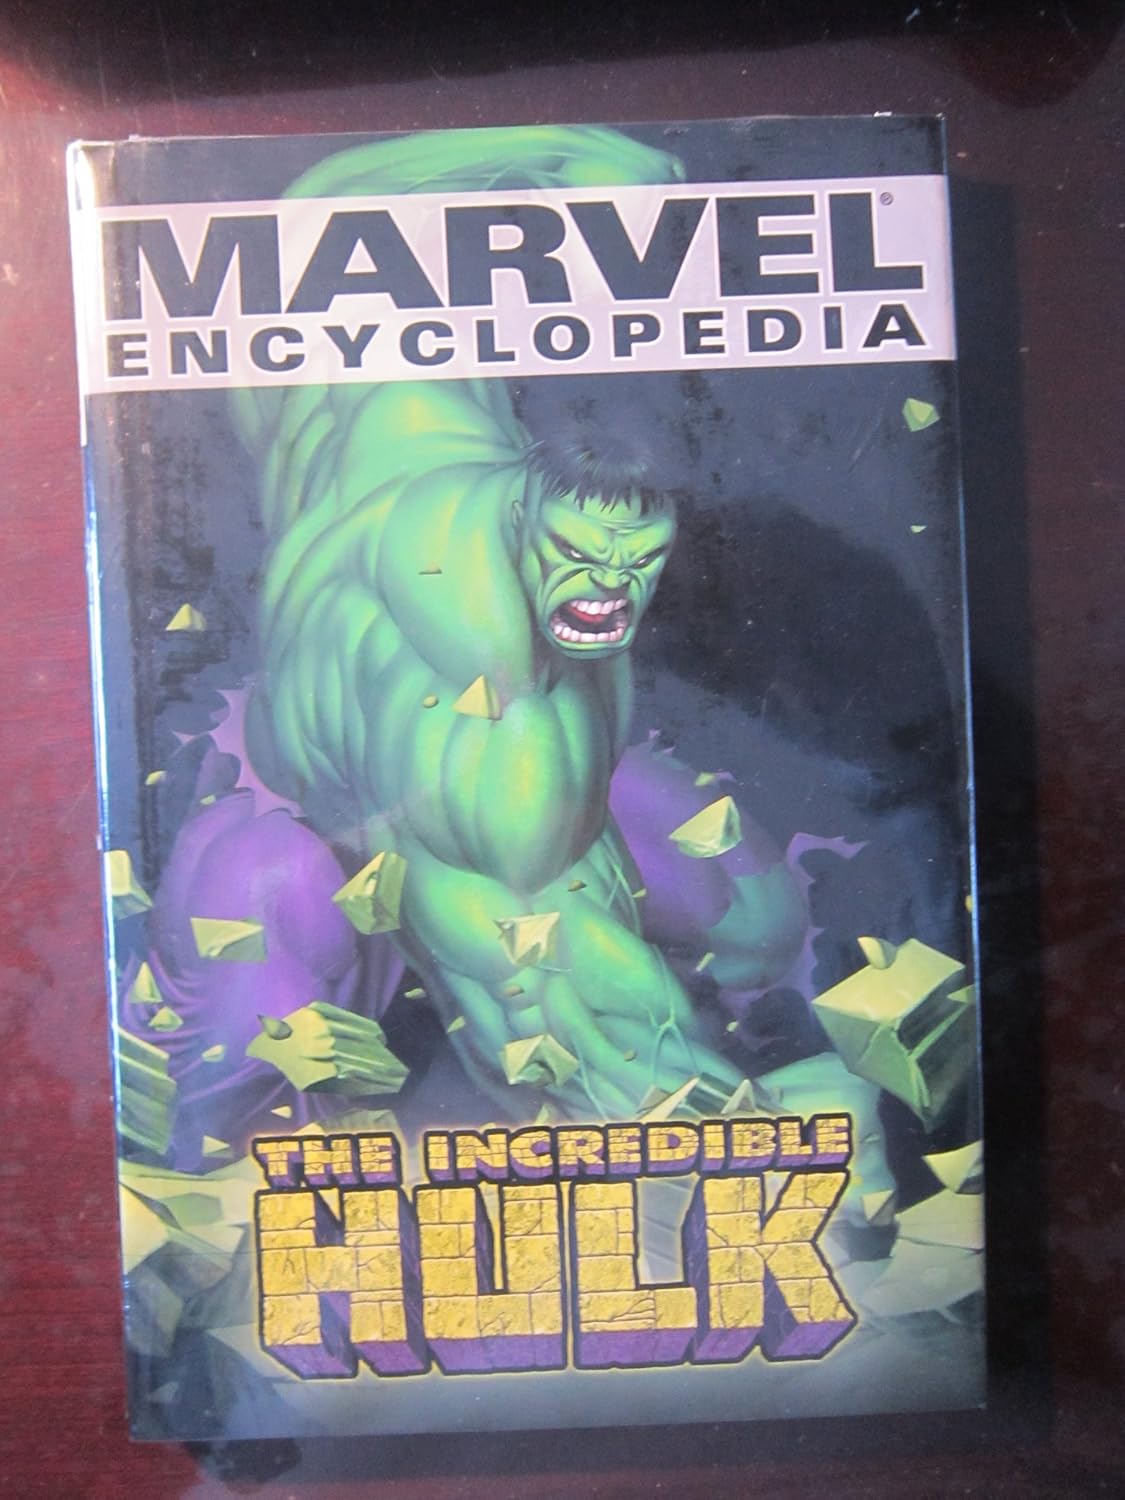 MARVEL®
ENCYCLOPEDIA
THE INCREDIBLE
HULK